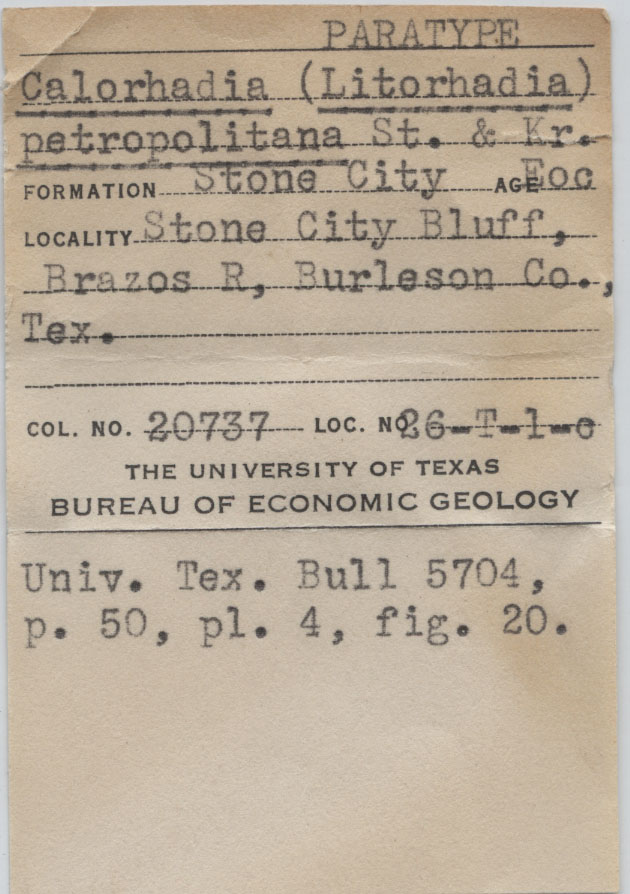 PARATYPE
Calorhadia (Litorhadia)
petropolitana St. & Kr.
FORMATION Stone City AGE Eoc
LOCALITY Stone City Bluff,
Brazos R, Burleson Co.,
Tex.
COL. NO. 20737 LOC. NO 26-T-1-c
THE UNIVERSITY OF TEXAS
BUREAU OF ECONOMIC GEOLOGY
Univ. Tex. Bull 5704,
p. 50, pl. 4, fig. 20.